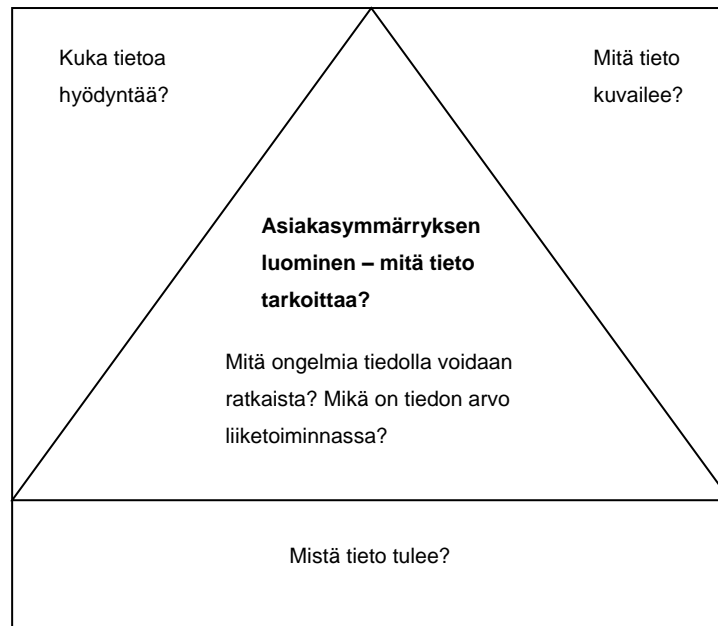 Kuka tietoa
hyödyntää?
Mitä tieto
kuvailee?
Asiakasymmärryksen
luominen – mitä tieto
tarkoittaa?
Mitä ongelmia tiedolla voidaan
ratkaista? Mikä on tiedon arvo
liiketoiminnassa?
Mistä tieto tulee?